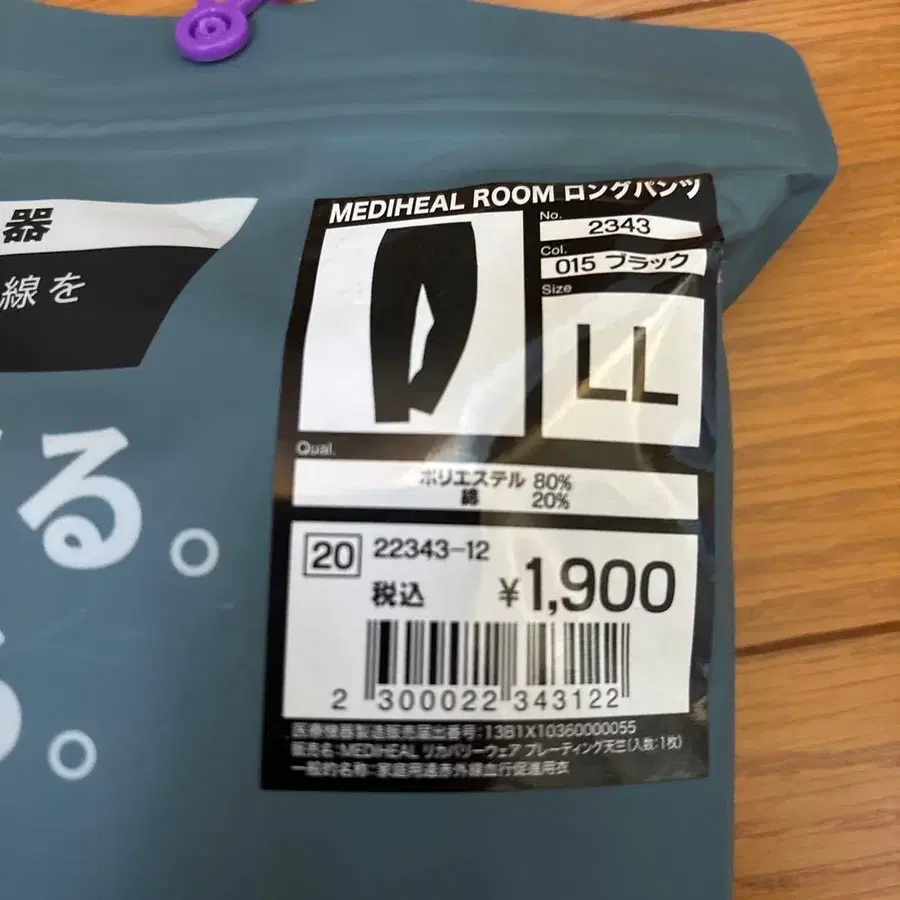 器
線を
る。
。
MEDIHEAL ROOM ロングパンツ
No.
2343
Col.
015 ブラック
Size
LL
Qual.
ポリエステル 80%
綿 20%
20 22343-12
税込 ¥1,900
2 300022 343122
医療機器製造販売届出番号:13B1X10360000055
販売名:MEDIHEAL リカバリーウェア プレーティング天竺(入数:1枚)
一般的名称:家庭用遠赤外線血行促進用衣